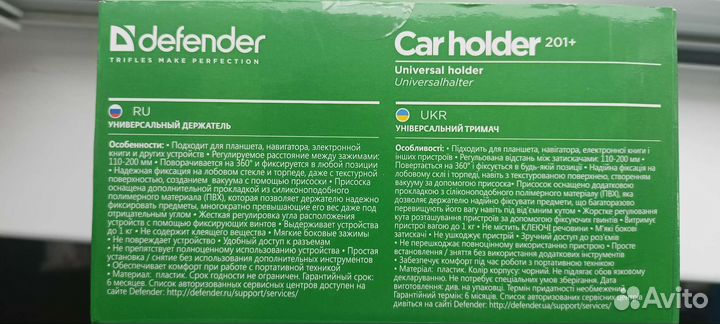 defender
TRIFLES MAKE PERFECTION
Car holder 201+
Universal holder
Universalhalter
RU
УНИВЕРСАЛЬНЫЙ ДЕРЖАТЕЛЬ
Особенности: • Подходит для планшета, навигатора, электронной
книги и других устройств • Регулируемое расстояние между зажимами:
110-200 мм • Поворачивается на 360° и фиксируется в любой позиции
• Надежная фиксация на лобовом стекле и торпеде, даже с текстурной
поверхностью, созданием вакуума с помощью присоски • Присоска
оснащена дополнительной прокладкой из силиконоподобного
полимерного материала (ПВХ), которая позволяет держателю надежно
фиксировать предметы, многократно превышающие его вес даже под
отрицательным углом • Жесткая регулировка угла расположения
устройств с помощью фиксирующих винтов • Выдерживает устройства
до 1 кг • Не содержит клеящего вещества • Мягкие боковые зажимы
• Не повреждает устройство • Удобный доступ к разъемам
• Не препятствует полноценному использованию устройства • Простая
установка / снятие без использования дополнительных инструментов
• Обеспечивает комфорт при работе с портативной техникой
• Материал: пластик. Срок годности не ограничен. Гарантийный срок:
6 месяцев. Список авторизованных сервисных центров доступен на
сайте Defender: http://defender.ru/support/services/
UKR
УНІВЕРСАЛЬНИЙ ТРИМАЧ
Особливості: • Підходить для планшету, навігатора, електронної книги і
інших пристроїв • Регульована відстань між затискачами: 110-200 мм •
Повертається на 360° і фіксується в будь-якій позиції • Надійна фіксація на
лобовому склі і торпеді, навіть з текстурованою поверхнею, створенням
вакууму за допомогою присоски • Присоска оснащена додатковою
прокладкою з силіконоподібного полімерного матеріалу (ПВХ), яка
дозволяє держателю надійно фіксувати предмети, що багаторазово
перевищують його вагу навіть під від'ємним кутом • Жорстке регулювання
кута розташування пристроїв за допомогою фіксуючих гвинтів • Витримує
пристрої вагою до 1 кг • Не містить КЛЕЮЧІ речовини • М'які бокові
затискачі • Не ушкоджує пристрій • Зручний доступ до роз'ємів
• Не перешкоджає повноцінному використанню пристрою • Просте
встановлення / зняття без використання додаткових інструментів
• Забезпечує комфорт під час роботи з портативною технікою
• Матеріал: пластик. Колір корпусу: чорний. Не підлягає обов'язковому
декларуванню. Не потребує спеціальних умов зберігання. Дата
виготовлення: див. на упаковці. Термін придатності необмежений.
Гарантійний термін: 6 місяців. Список авторизованих сервісних центрів
дивіться на сайті Defender: http://defender.ua/support/services/
Avito